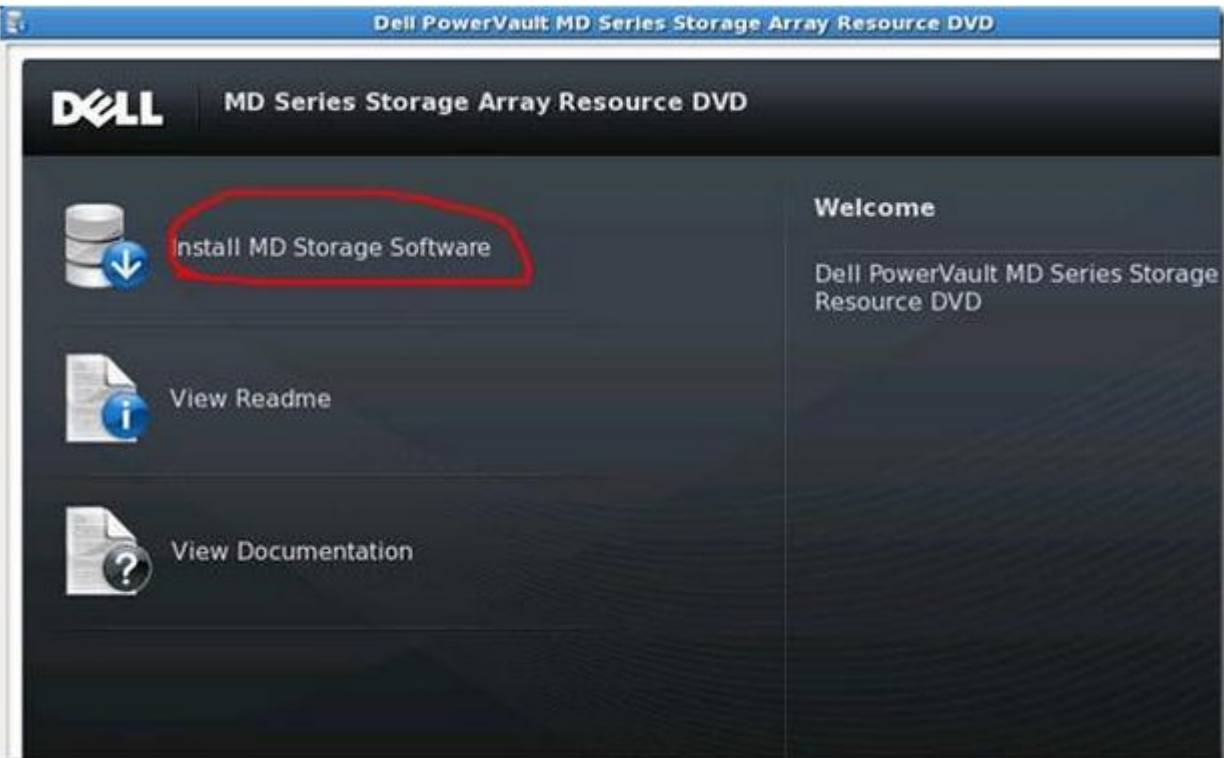 Dell PowerVault MD Series Storage Array Resource DVD
DELL
MD Series Storage Array Resource DVD
Install MD Storage Software
View Readme
View Documentation
Welcome
Dell PowerVault MD Series Storage
Resource DVD